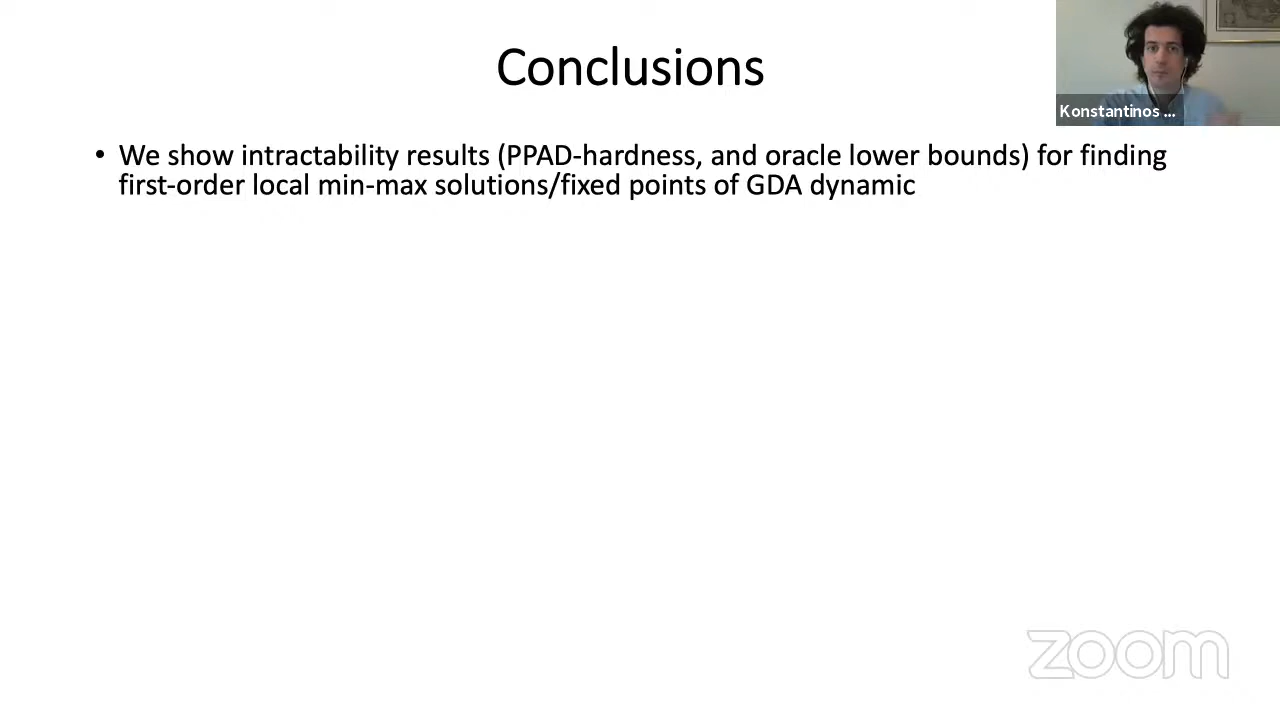 Conclusions
Konstantinos ...
• We show intractability results (PPAD-hardness, and oracle lower bounds) for finding
first-order local min-max solutions/fixed points of GDA dynamic
zoom